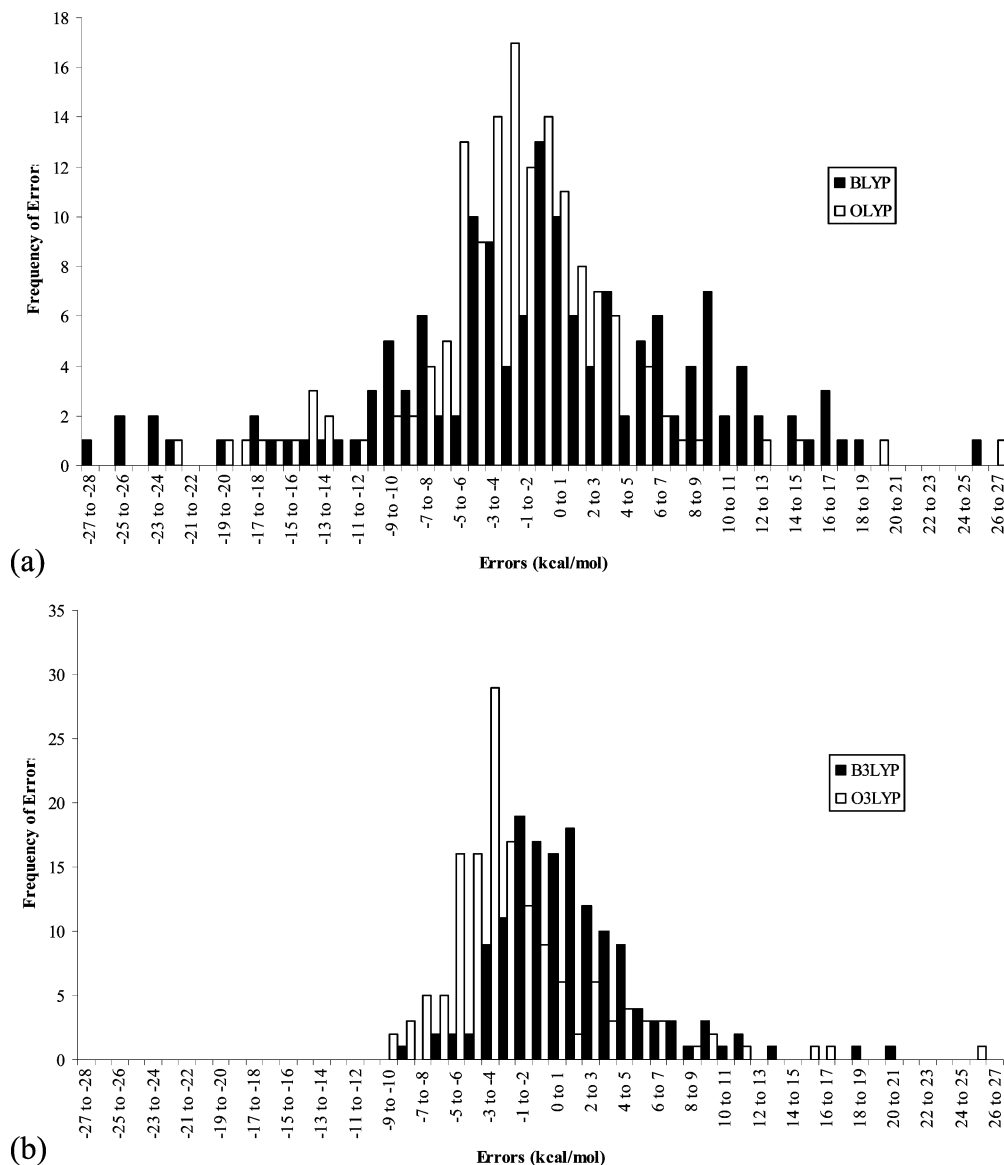 18
16
14
12
10
8
6
4
2
0
Frequency of Errors
BLYP
OLYP
-27 to -28
-25 to -26
-23 to -24
-21 to -22
-19 to -20
-17 to -18
-15 to -16
-13 to -14
-11 to -12
-9 to -10
-7 to -8
-5 to -6
-3 to -4
-1 to -2
0 to 1
2 to 3
4 to 5
6 to 7
8 to 9
10 to 11
12 to 13
14 to 15
16 to 17
18 to 19
20 to 21
22 to 23
24 to 25
26 to 27
(a)
Errors (kcal/mol)
35
30
25
20
15
10
5
0
Frequency of Errors
B3LYP
O3LYP
-27 to -28
-25 to -26
-23 to -24
-21 to -22
-19 to -20
-17 to -18
-15 to -16
-13 to -14
-11 to -12
-9 to -10
-7 to -8
-5 to -6
-3 to -4
-1 to -2
0 to 1
2 to 3
4 to 5
6 to 7
8 to 9
10 to 11
12 to 13
14 to 15
16 to 17
18 to 19
20 to 21
22 to 23
24 to 25
26 to 27
(b)
Errors (kcal/mol)